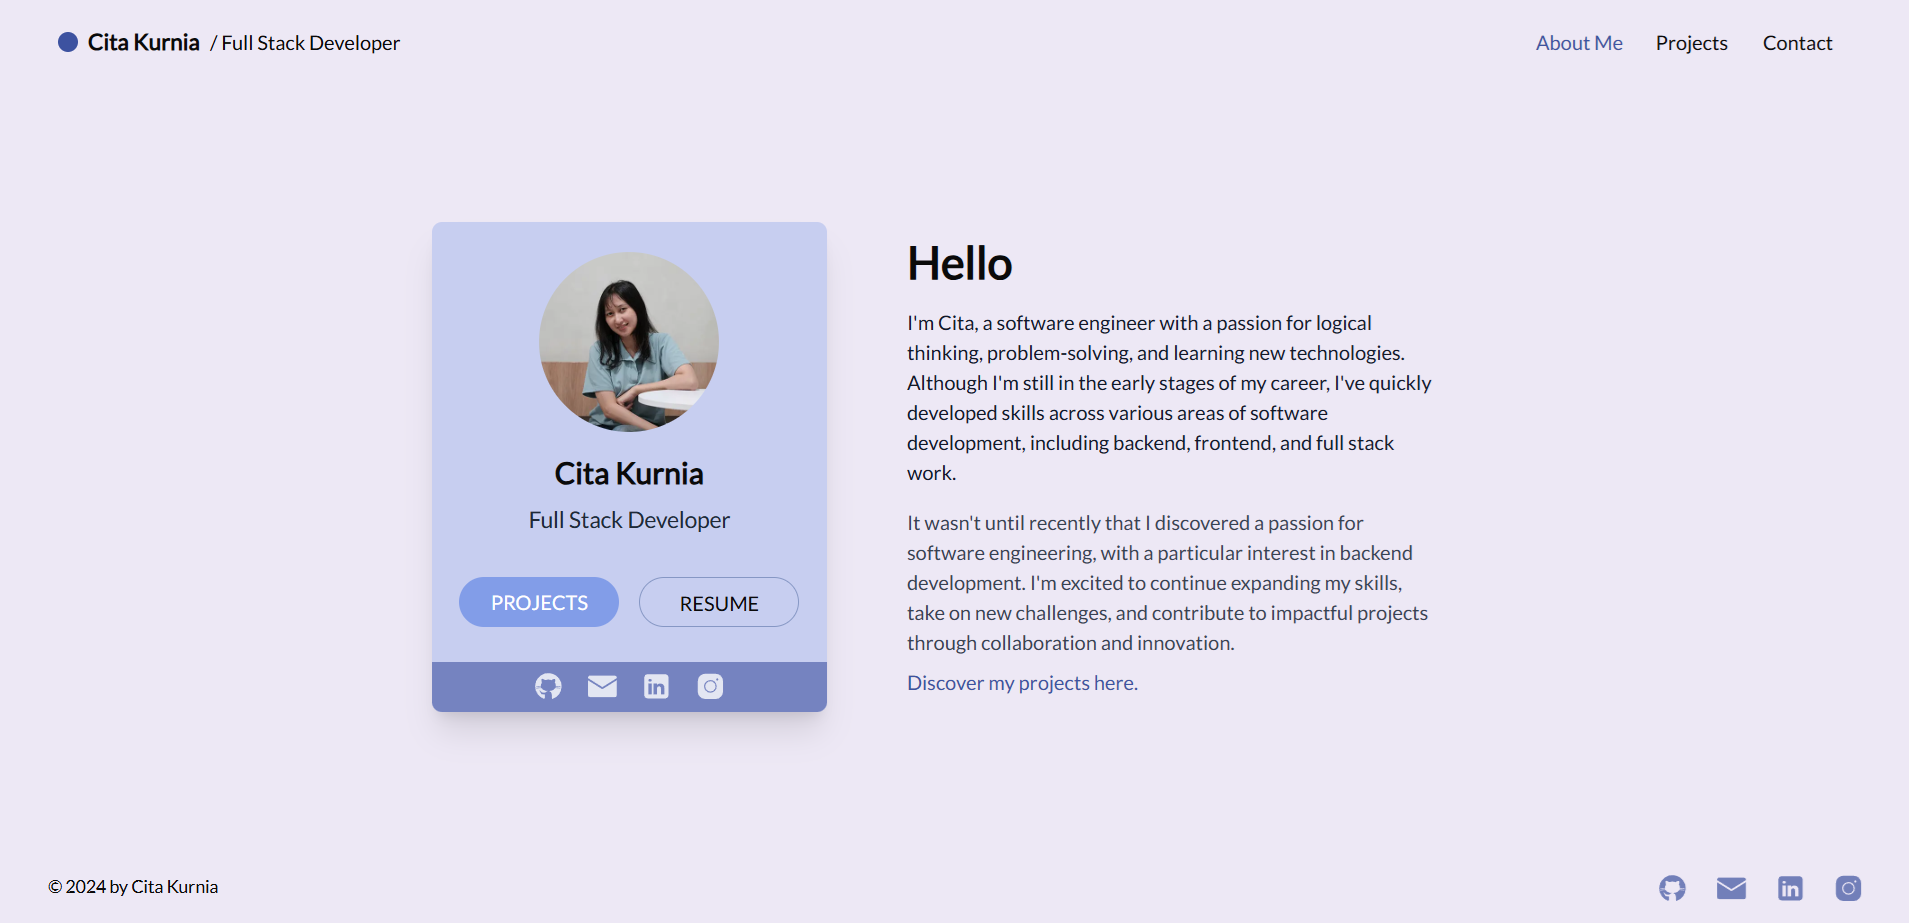 Cita Kurnia / Full Stack Developer
About Me Projects Contact
Cita Kurnia
Full Stack Developer
PROJECTS RESUME
Hello
I'm Cita, a software engineer with a passion for logical
thinking, problem-solving, and learning new technologies.
Although I'm still in the early stages of my career, I've quickly
developed skills across various areas of software
development, including backend, frontend, and full stack
work.
It wasn't until recently that I discovered a passion for
software engineering, with a particular interest in backend
development. I'm excited to continue expanding my skills,
take on new challenges, and contribute to impactful projects
through collaboration and innovation.
Discover my projects here.
© 2024 by Cita Kurnia